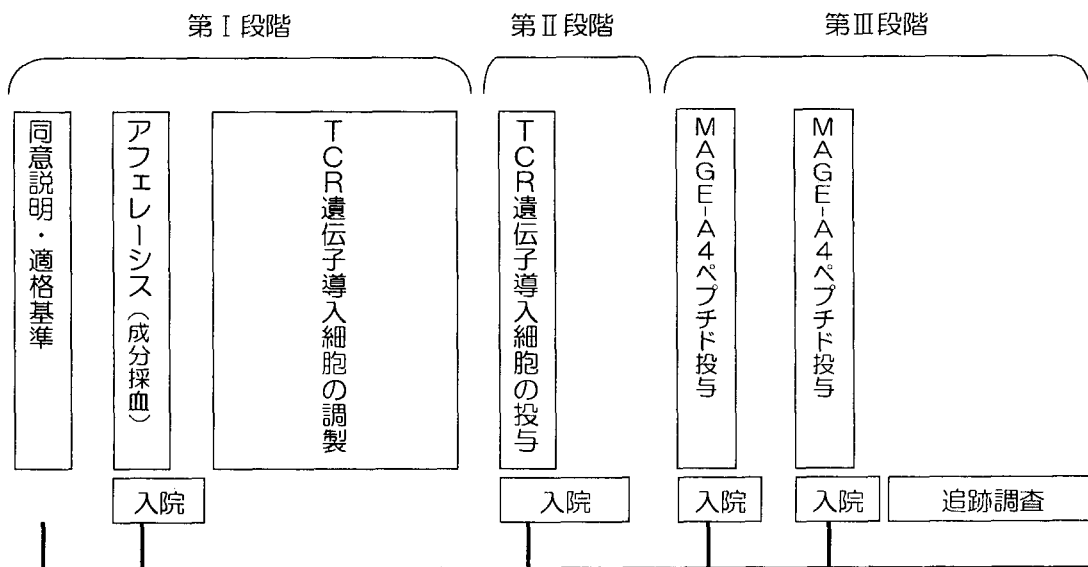 第Ⅰ段階
第Ⅱ段階
第Ⅲ段階
同意説明・適格基準
アフェレーシス（成分採血）
TCR遺伝子導入細胞の調製
TCR遺伝子導入細胞の投与
MAGE-A4ペプチド投与
MAGE-A4ペプチド投与
入院
入院
入院
入院
追跡調査